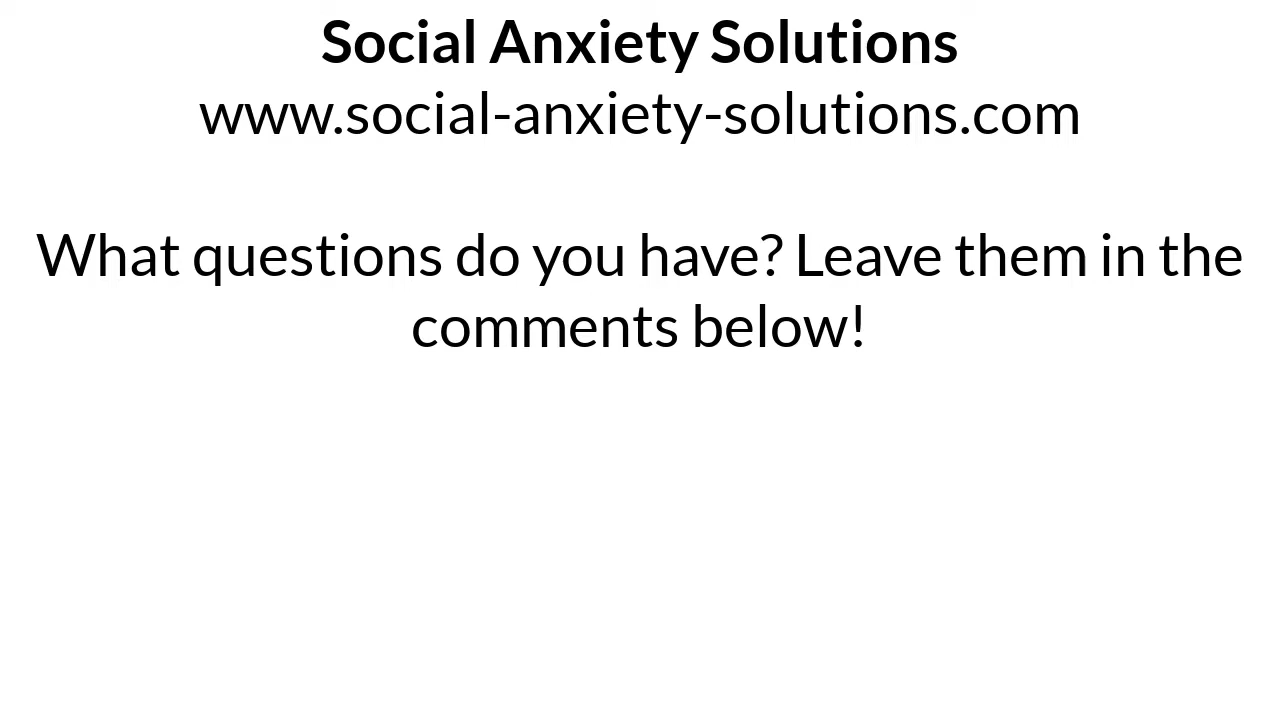 Social Anxiety Solutions
www.social-anxiety-solutions.com
What questions do you have? Leave them in the
comments below!